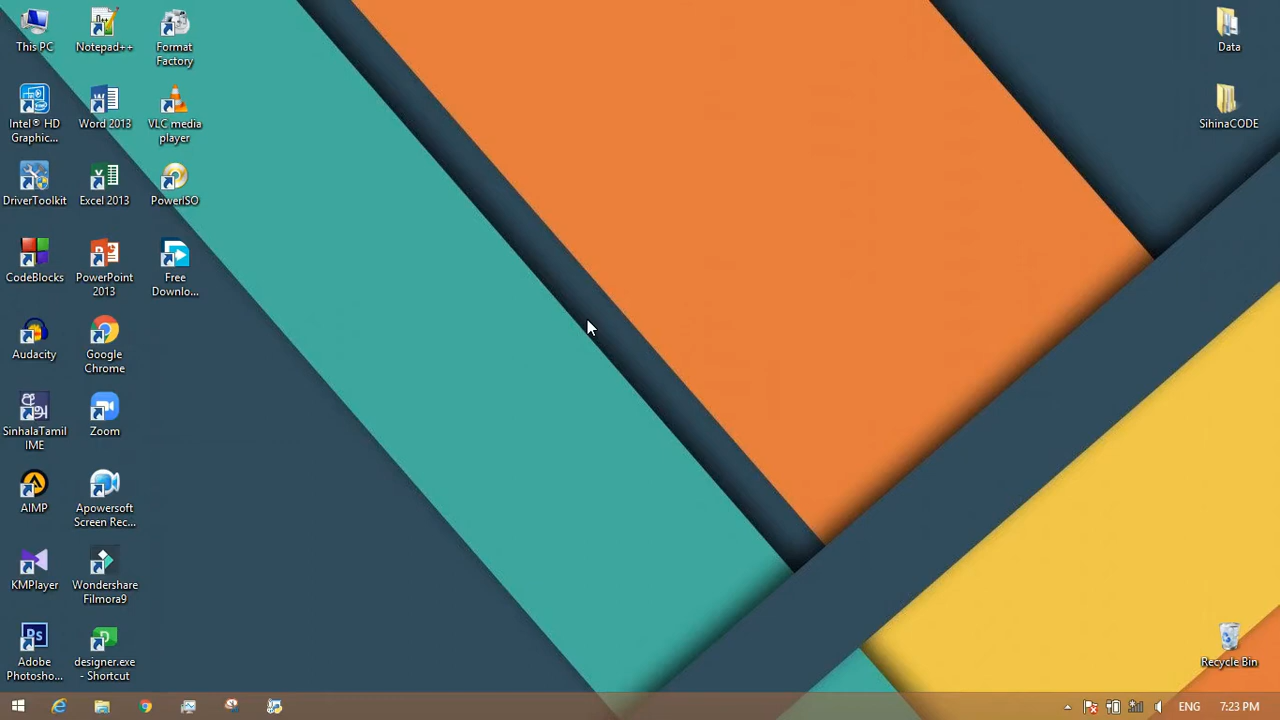 This PC
Notepad++
Format
Factory
Intel® HD
Graphic...
Word 2013
VLC media
player
DriverToolkit
Excel 2013
PowerISO
CodeBlocks
PowerPoint
2013
Free
Downlo...
Audacity
Google
Chrome
SinhalaTamil
IME
Zoom
AIMP
Apowersoft
Screen Rec...
KMPlayer
Wondershare
Filmora9
Ps
Adobe
Photosho...
designer.exe
- Shortcut
Data
SihinaCODE
Recycle Bin
ENG
7:23 PM